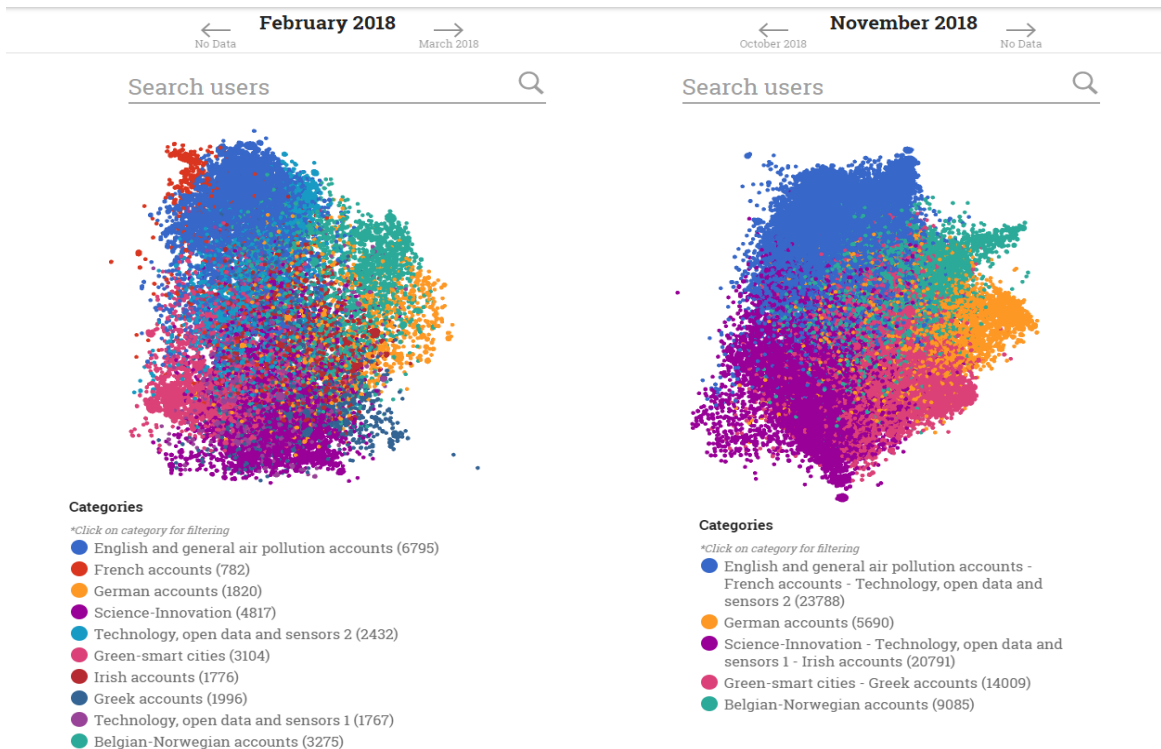 February 2018
No Data
March 2018
Search users
Categories
*Click on category for filtering
English and general air pollution accounts (6795)
French accounts (782)
German accounts (1820)
Science-Innovation (4817)
Technology, open data and sensors 2 (2432)
Green-smart cities (3104)
Irish accounts (1776)
Greek accounts (1996)
Technology, open data and sensors 1 (1767)
Belgian-Norwegian accounts (3275)
November 2018
October 2018
No Data
Search users
Categories
*Click on category for filtering
English and general air pollution accounts -
French accounts - Technology, open data and
sensors 2 (23788)
German accounts (5690)
Science-Innovation - Technology, open data and
sensors 1 - Irish accounts (20791)
Green-smart cities - Greek accounts (14009)
Belgian-Norwegian accounts (9085)